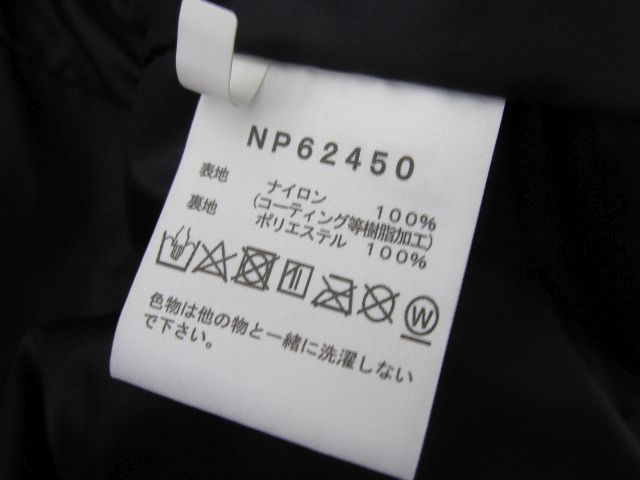 NP62450
表地 ナイロン 100%
(コーティング等樹脂加工)
裏地 ポリエステル 100%
W
色物は他の物と一緒に洗濯しない
で下さい。